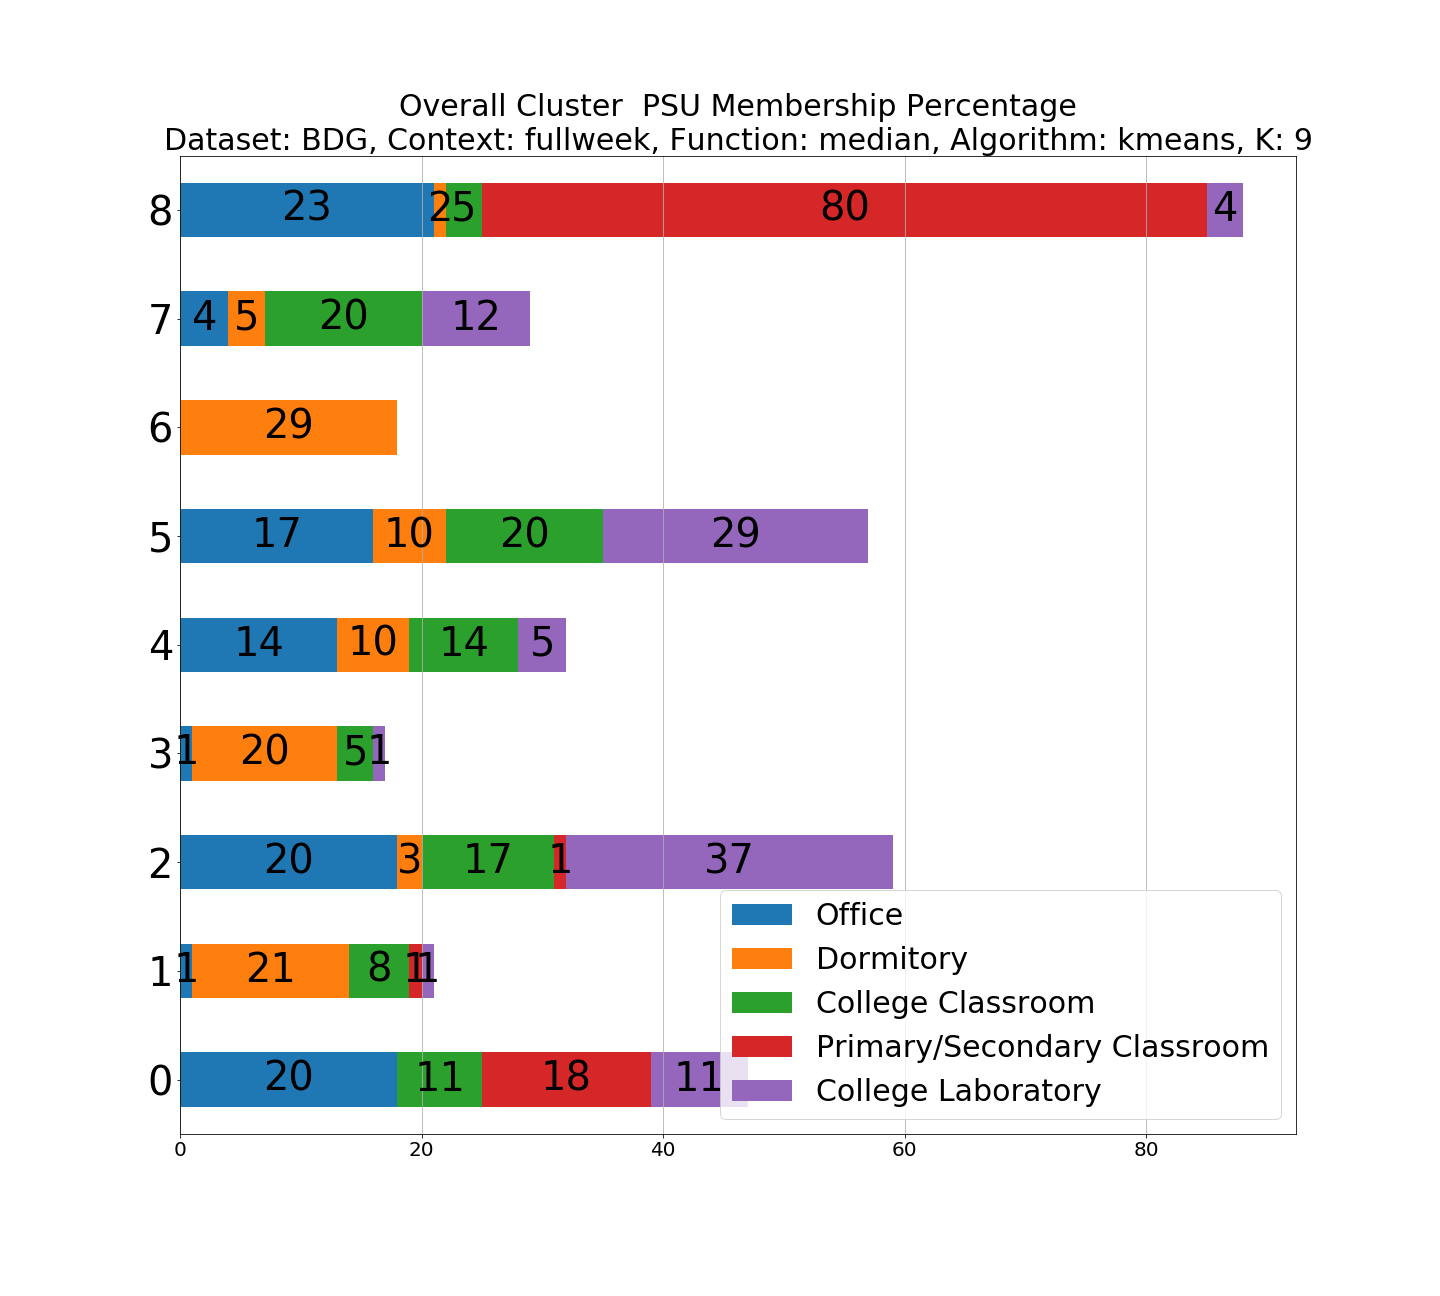 Overall Cluster  PSU Membership Percentage
Dataset: BDG, Context: fullweek, Function: median, Algorithm: kmeans, K: 9
8 23 2 5 80 4
7 4 5 20 12
6 29
5 17 10 20 29
4 14 10 14 5
3 1 20 5 1
2 20 3 17 1 37
1 1 21 8 1 1
0 20 11 18 11
Office
Dormitory
College Classroom
Primary/Secondary Classroom
College Laboratory
0 20 40 60 80